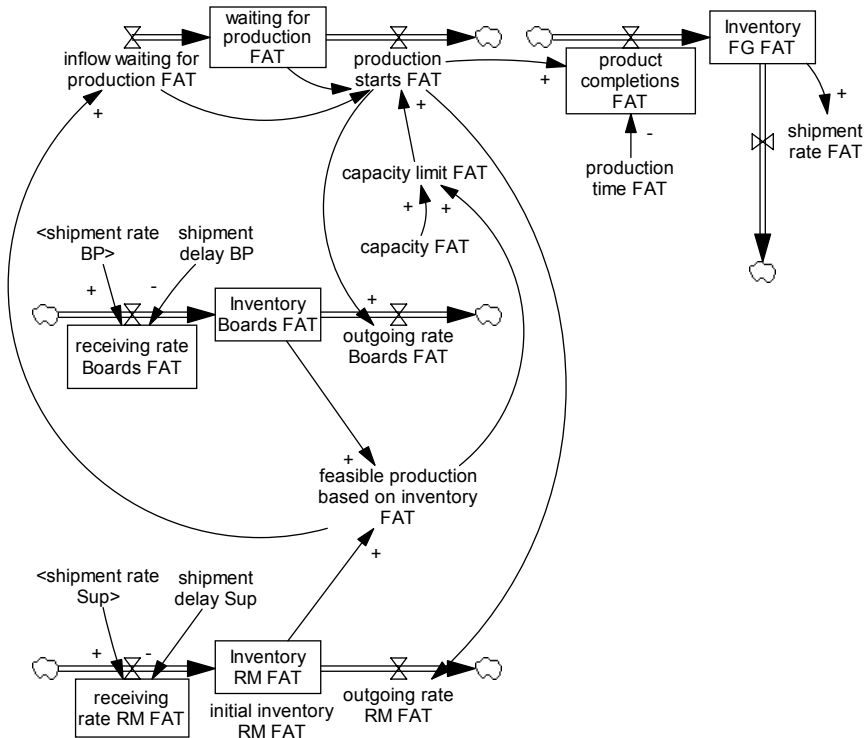 waiting for
production
FAT
inflow waiting for
production FAT
+
production
starts FAT
+
+
product
completions
FAT
-
production
time FAT
Inventory
FG FAT
+
shipment
rate FAT
capacity limit FAT
+
+
capacity FAT
<shipment rate
BP>
shipment
delay BP
+
-
receiving rate
Boards FAT
Inventory
Boards FAT
+
outgoing rate
Boards FAT
+
feasible production
based on inventory
FAT
+
<shipment rate
Sup>
shipment
delay Sup
+
-
receiving
rate RM FAT
Inventory
RM FAT
initial inventory
RM FAT
outgoing rate
RM FAT